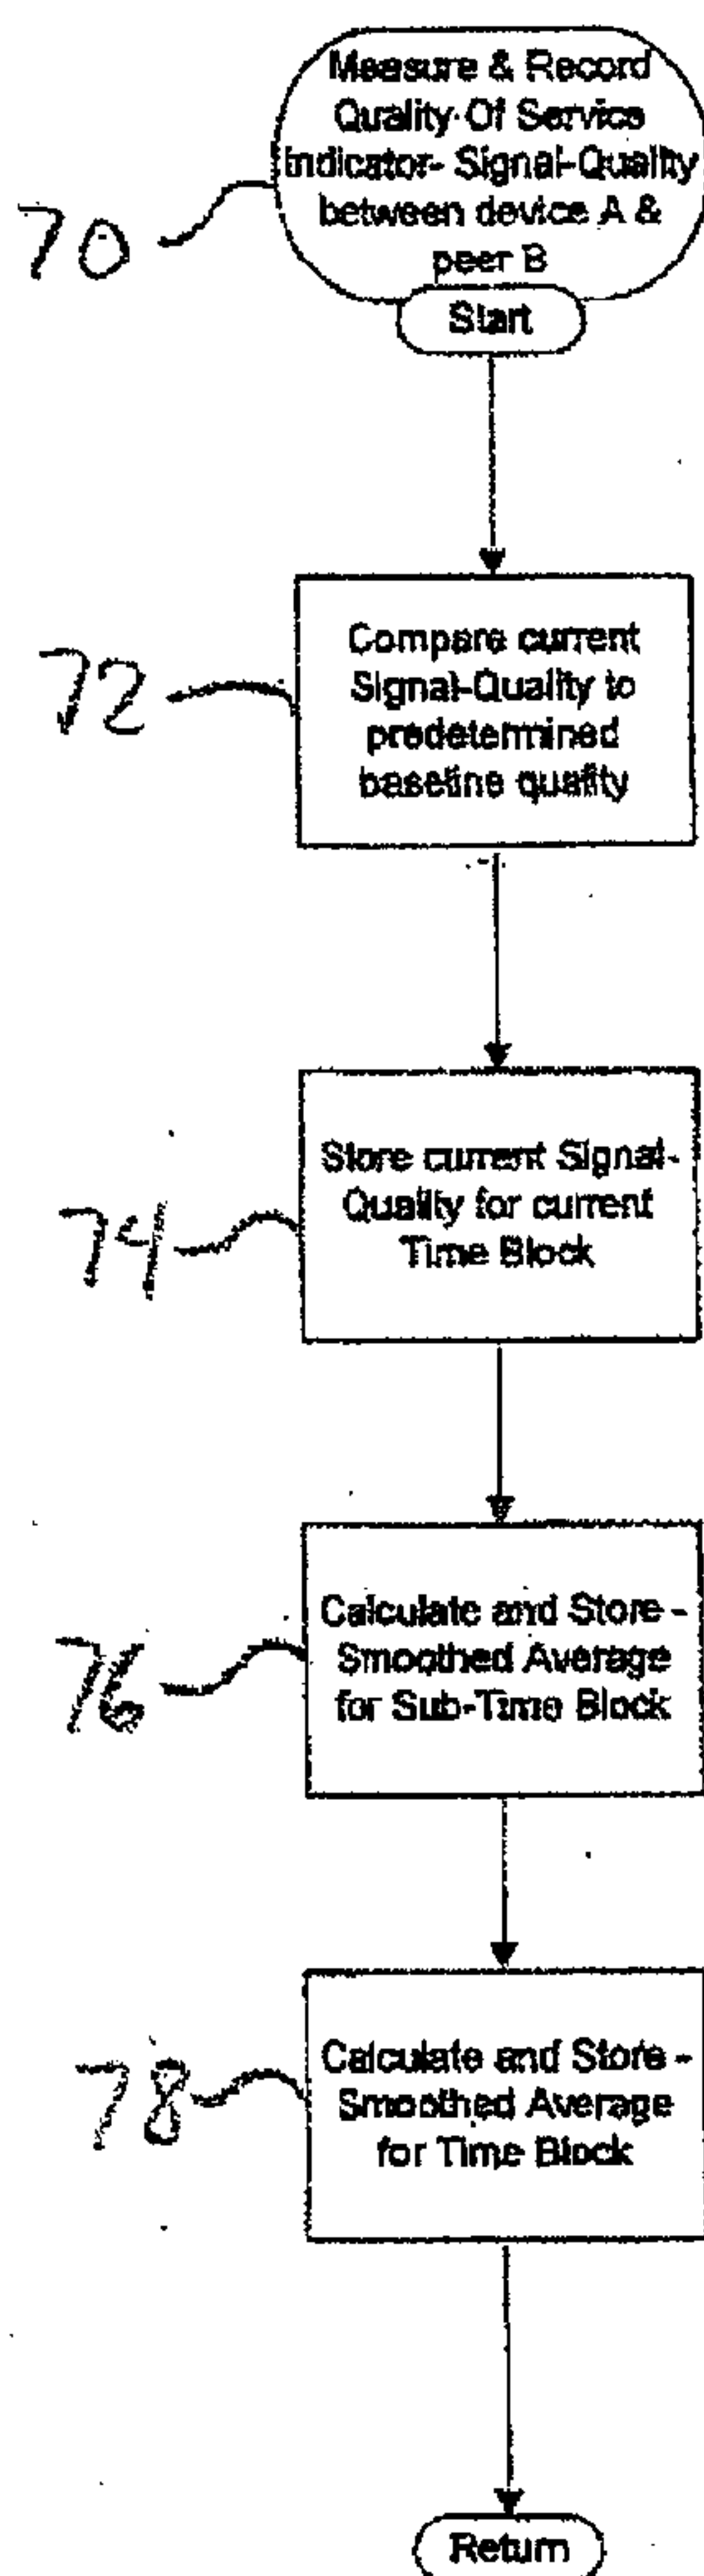 Measure & Record
Quality Of Service
Indicator- Signal-Quality
between device A &
peer B
Start
70
Compare current
Signal-Quality to
predetermined
baseline quality
72
Store current Signal-
Quality for current
Time Block
74
Calculate and Store -
Smoothed Average
for Sub-Time Block
76
Calculate and Store -
Smoothed Average
for Time Block
78
Return